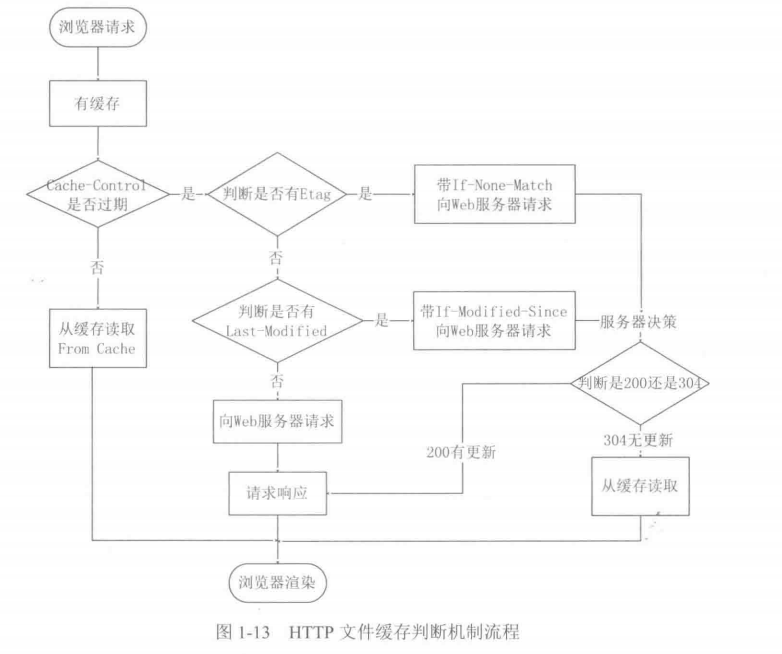 浏览器请求
有缓存
Cache-Control
是否过期
是
判断是否有Etag
是
带If-None-Match
向Web服务器请求
否
否
从缓存读取
From Cache
判断是否有
Last-Modified
是
带If-Modified-Since
向Web服务器请求
服务器决策
否
判断是200还是304
向Web服务器请求
200有更新
304无更新
请求响应
从缓存读取
浏览器渲染
图 1-13 HTTP 文件缓存判断机制流程